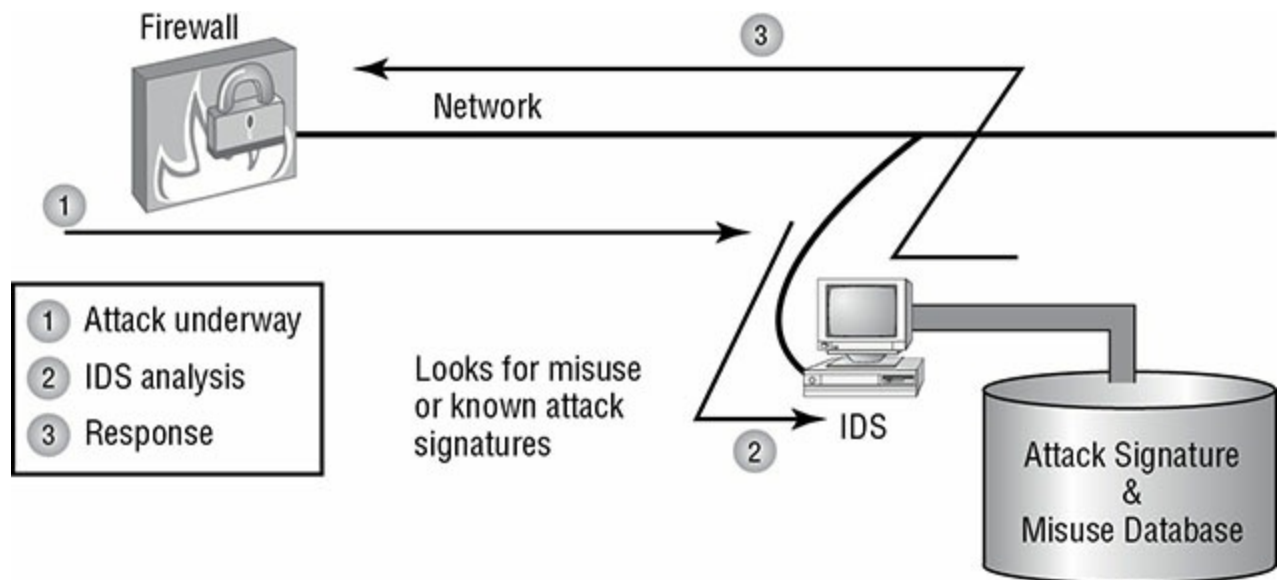 Firewall
3
Network
1
1 Attack underway
2 IDS analysis
3 Response
Looks for misuse
or known attack
signatures
2
IDS
Attack Signature
&
Misuse Database